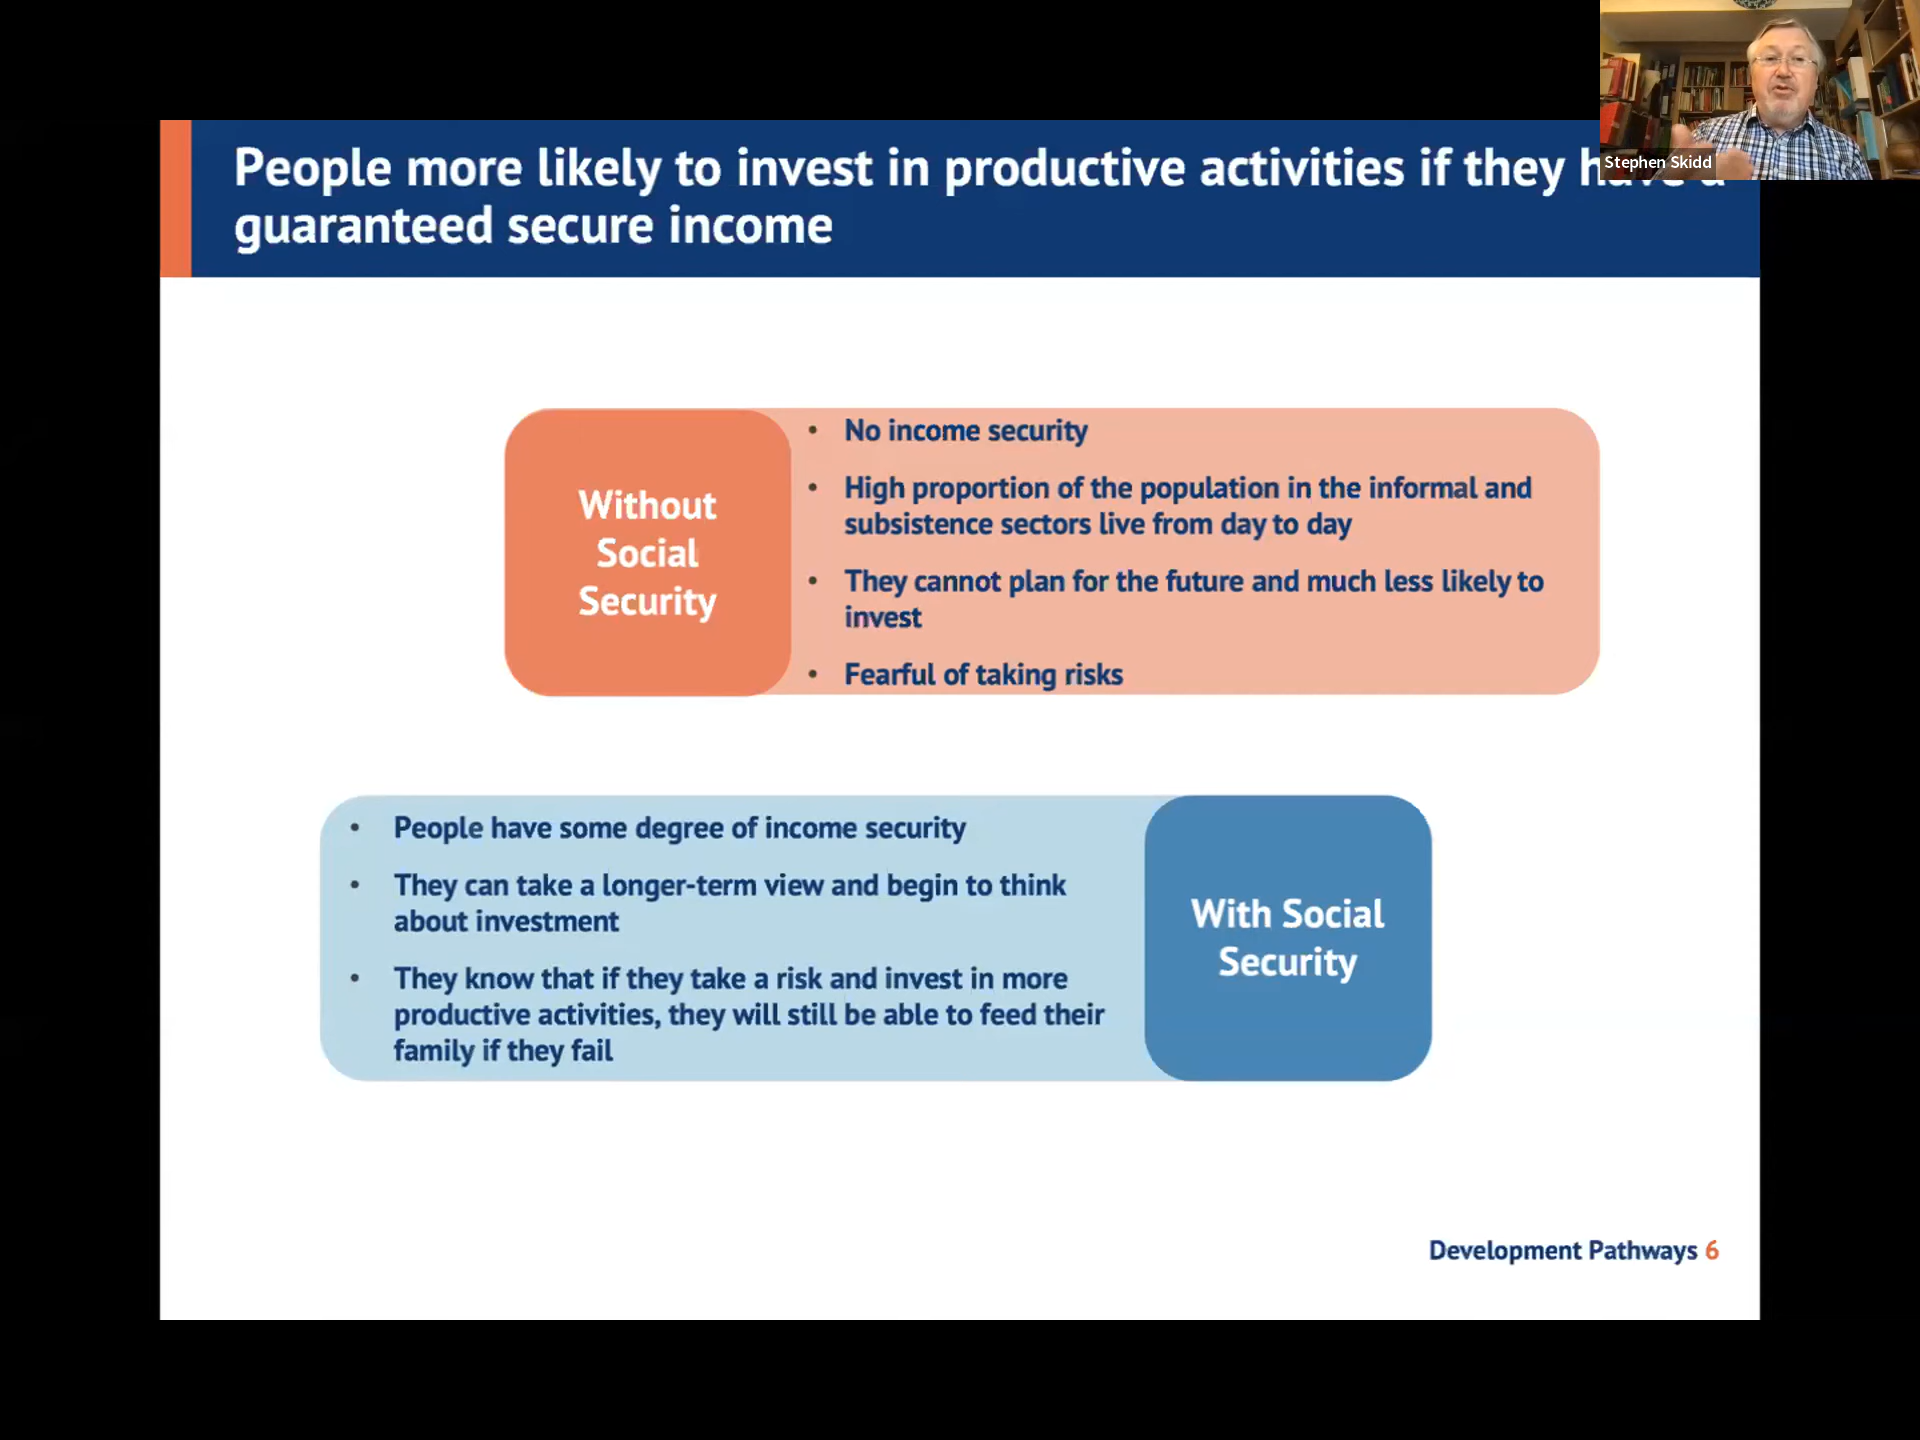 People more likely to invest in productive activities if they have a
guaranteed secure income
Stephen Skidd
Without
Social
Security
• No income security
• High proportion of the population in the informal and
subsistence sectors live from day to day
• They cannot plan for the future and much less likely to
invest
• Fearful of taking risks
• People have some degree of income security
• They can take a longer-term view and begin to think
about investment
• They know that if they take a risk and invest in more
productive activities, they will still be able to feed their
family if they fail
With Social
Security
Development Pathways 6